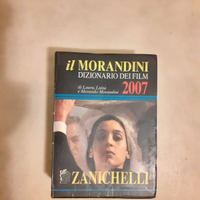 il MORANDINI
DIZIONARIO DEI FILM
2007
di Laura, Luisa
e Morando Morandini
ZANICHELLI